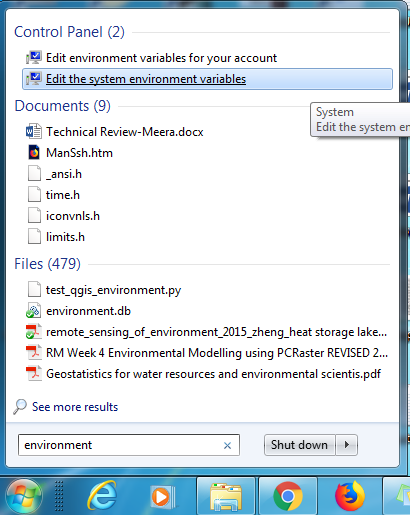 Control Panel (2)
Edit environment variables for your account
Edit the system environment variables
System
Edit the system en
Documents (9)
Technical Review-Meera.docx
ManSsh.htm
_ansi.h
time.h
iconvnls.h
limits.h
Files (479)
test_qgis_environment.py
environment.db
remote_sensing_of_environment_2015_zheng_heat storage lake...
RM Week 4 Environmental Modelling using PCRaster REVISED 2...
Geostatistics for water resources and environmental scientis.pdf
See more results
environment
Shut down